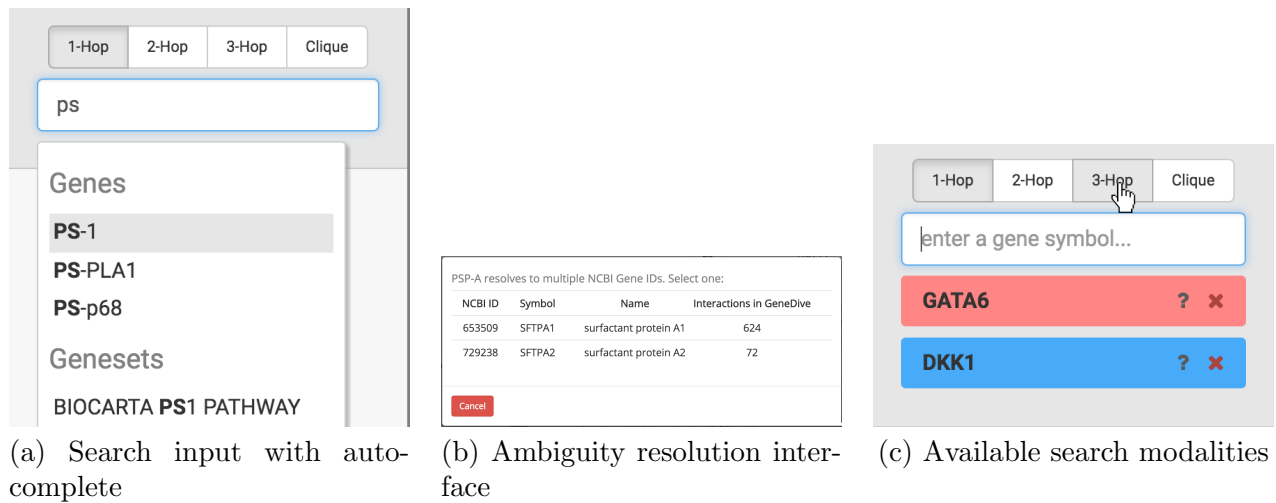 1-Hop 2-Hop 3-Hop Clique
ps
Genes
PS-1
PS-PLA1
PS-p68
Genesets
BIOCARTA PS1 PATHWAY
(a) Search input with auto-
complete
PSP-A resolves to multiple NCBI Gene IDs. Select one:
NCBI ID Symbol Name Interactions in GeneDive
653509 SFTPA1 surfactant protein A1 624
729238 SFTPA2 surfactant protein A2 72
Cancel
(b) Ambiguity resolution inter-
face
1-Hop 2-Hop 3-Hop Clique
enter a gene symbol...
GATA6 ? ✖
DKK1 ? ✖
(c) Available search modalities